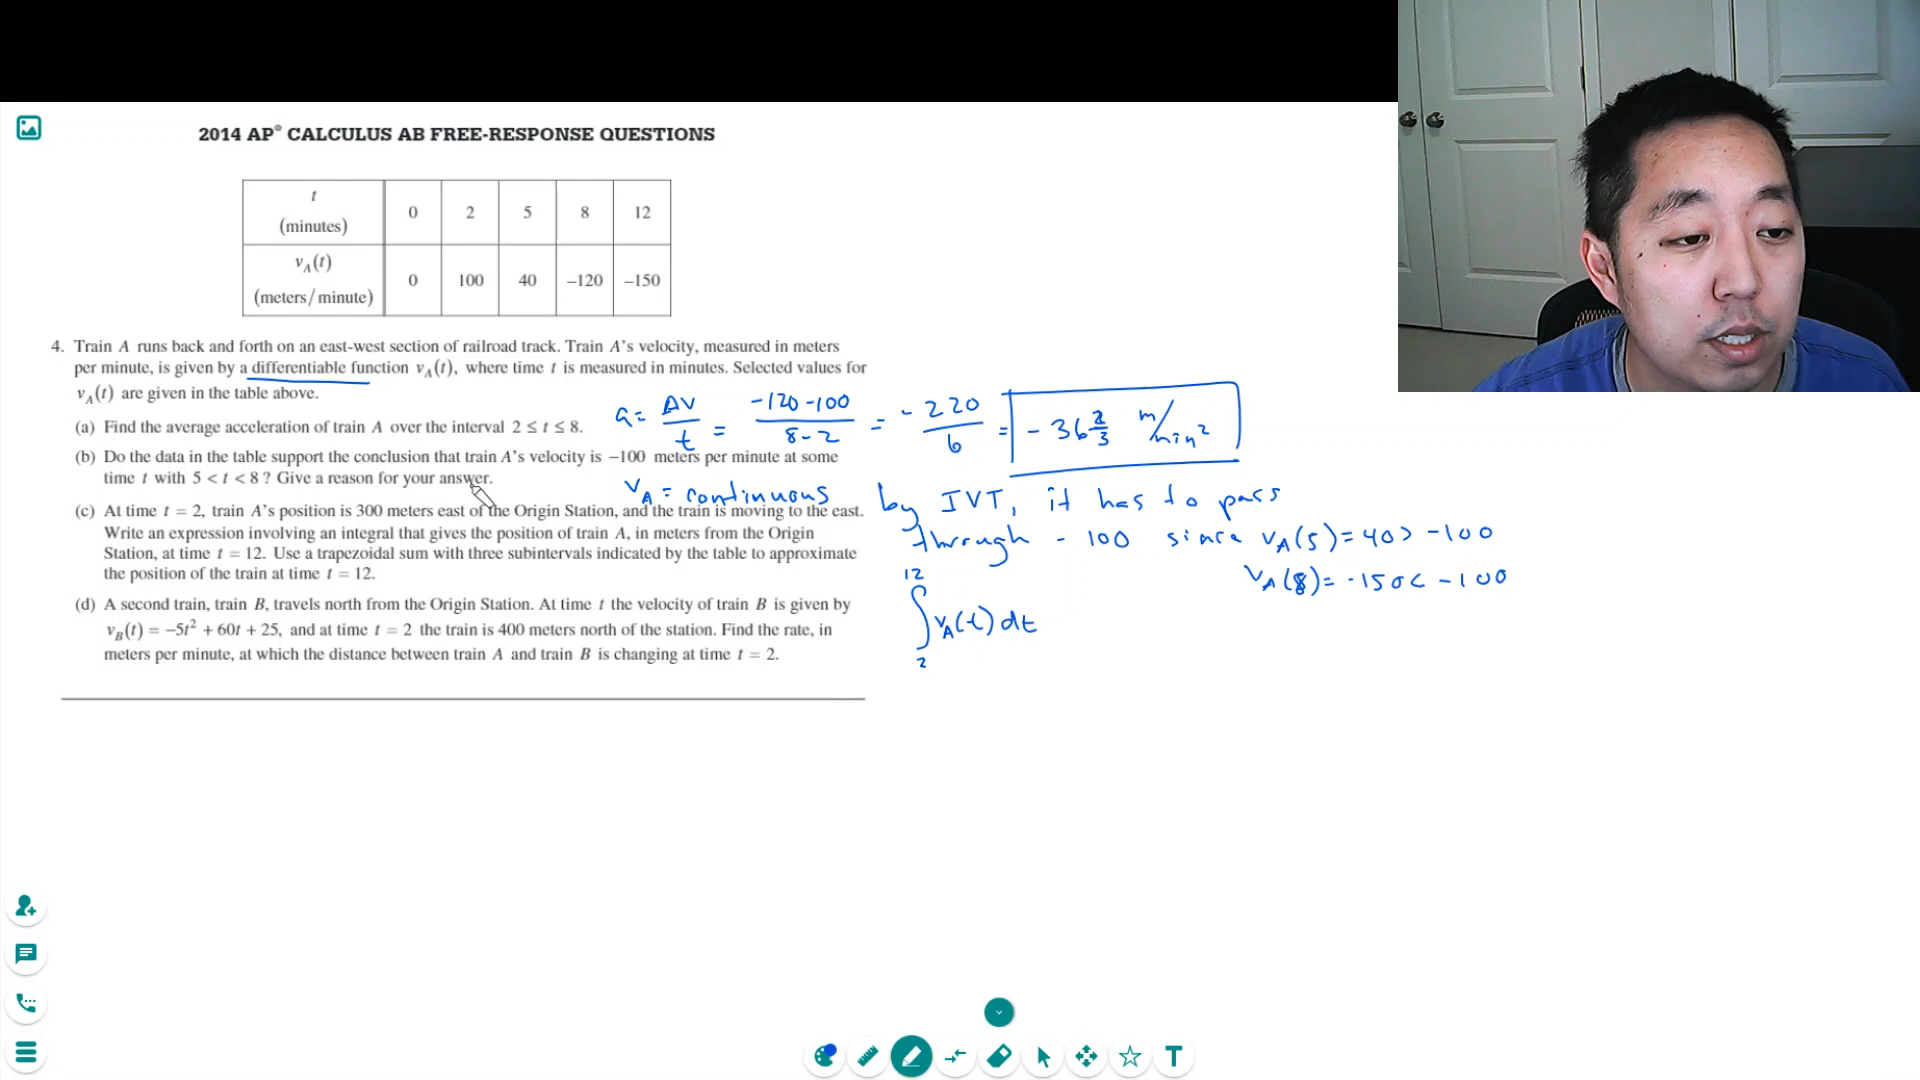 2014 AP® CALCULUS AB FREE-RESPONSE QUESTIONS
t (minutes) 0 2 5 8 12
vA(t) (meters/minute) 0 100 40 −120 −150
4. Train A runs back and forth on an east-west section of railroad track. Train A's velocity, measured in meters
per minute, is given by a differentiable function vA(t), where time t is measured in minutes. Selected values for
vA(t) are given in the table above.
(a) Find the average acceleration of train A over the interval 2 ≤ t ≤ 8.
a = ΔV/t = (-120-100)/(8-2) = -220/6 = -36 2/3 m/min²
(b) Do the data in the table support the conclusion that train A's velocity is −100 meters per minute at some
time t with 5 < t < 8? Give a reason for your answer.
VA = continuous by IVT, it has to pass
through -100 since VA(5)=40> -100
VA(8)= -150< -100
(c) At time t = 2, train A's position is 300 meters east of the Origin Station, and the train is moving to the east.
Write an expression involving an integral that gives the position of train A, in meters from the Origin
Station, at time t = 12. Use a trapezoidal sum with three subintervals indicated by the table to approximate
the position of the train at time t = 12.
12
∫ VA(t) dt
2
(d) A second train, train B, travels north from the Origin Station. At time t the velocity of train B is given by
vB(t) = −5t² + 60t + 25, and at time t = 2 the train is 400 meters north of the station. Find the rate, in
meters per minute, at which the distance between train A and train B is changing at time t = 2.
T